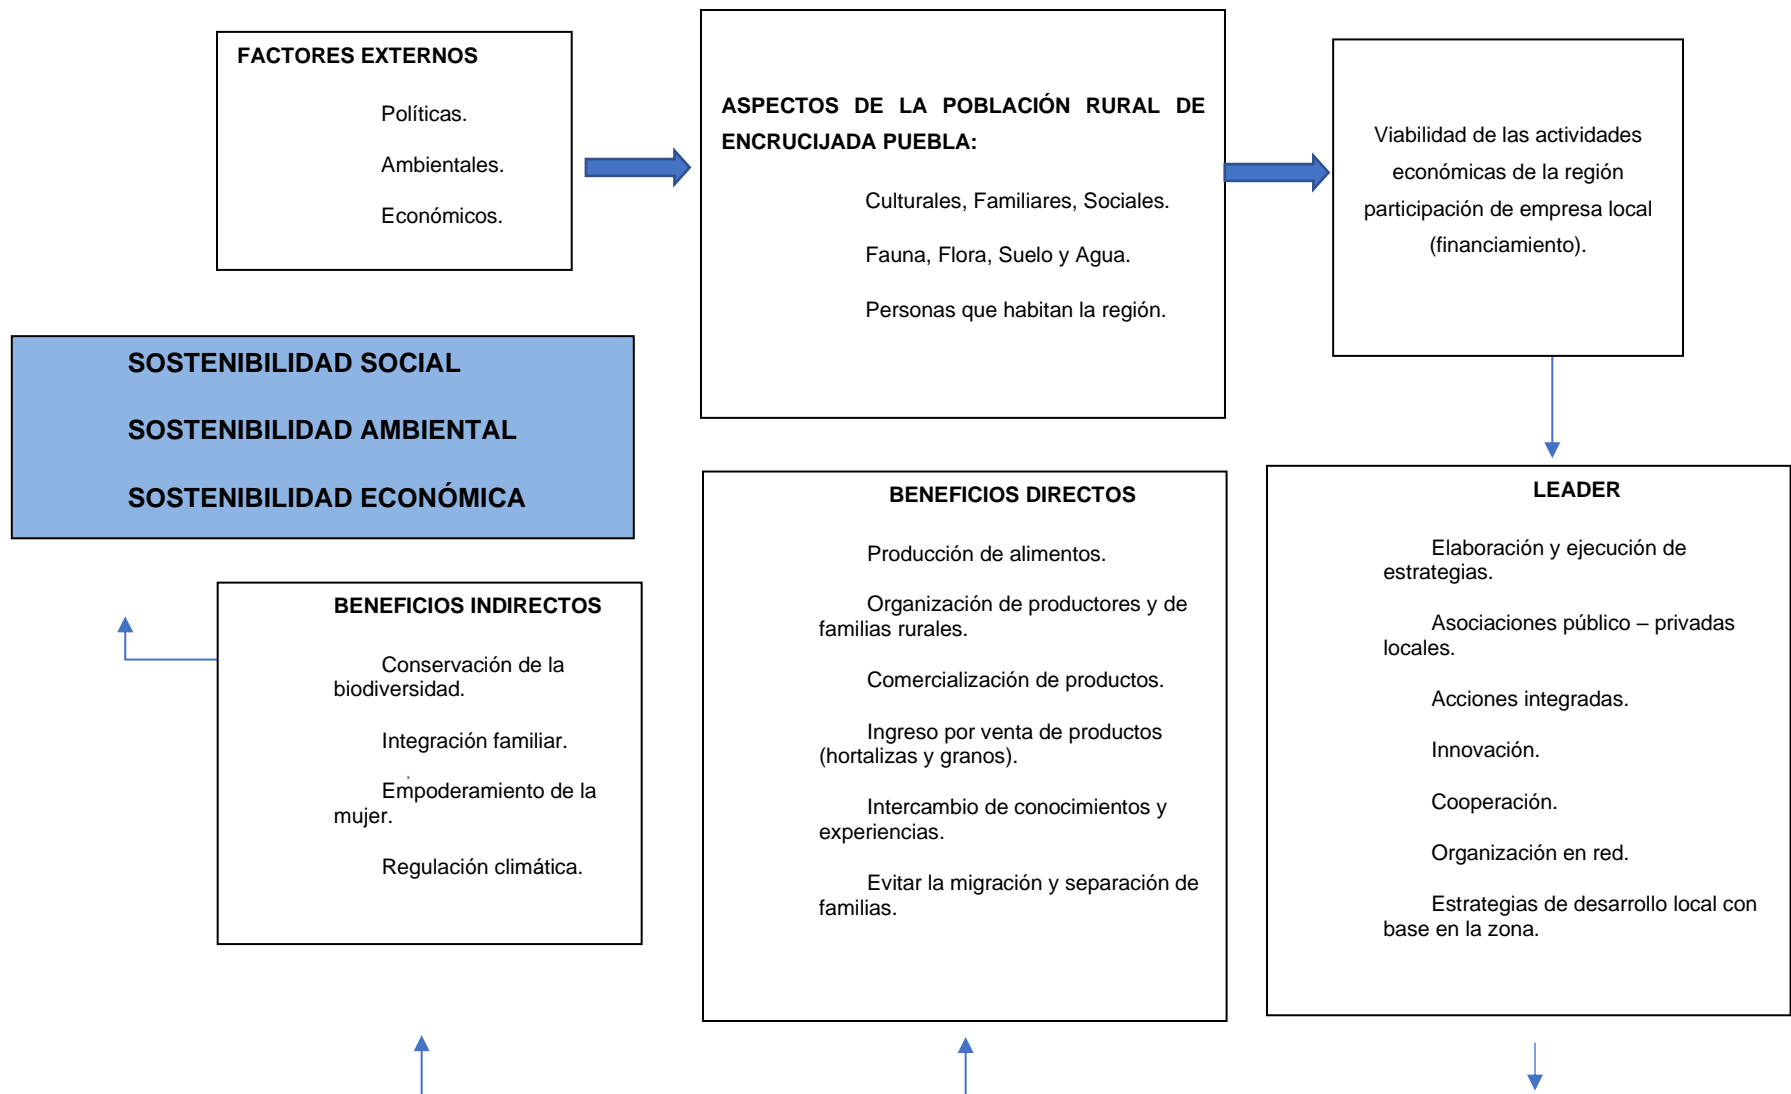 FACTORES EXTERNOS
Políticas.
Ambientales.
Económicos.
ASPECTOS DE LA POBLACIÓN RURAL DE
ENCRUCIJADA PUEBLA:
Culturales, Familiares, Sociales.
Fauna, Flora, Suelo y Agua.
Personas que habitan la región.
Viabilidad de las actividades
económicas de la región
participación de empresa local
(financiamiento).
SOSTENIBILIDAD SOCIAL
SOSTENIBILIDAD AMBIENTAL
SOSTENIBILIDAD ECONÓMICA
BENEFICIOS INDIRECTOS
Conservación de la
biodiversidad.
Integración familiar.
Empoderamiento de la
mujer.
Regulación climática.
BENEFICIOS DIRECTOS
Producción de alimentos.
Organización de productores y de
familias rurales.
Comercialización de productos.
Ingreso por venta de productos
(hortalizas y granos).
Intercambio de conocimientos y
experiencias.
Evitar la migración y separación de
familias.
LEADER
Elaboración y ejecución de
estrategias.
Asociaciones público – privadas
locales.
Acciones integradas.
Innovación.
Cooperación.
Organización en red.
Estrategias de desarrollo local con
base en la zona.